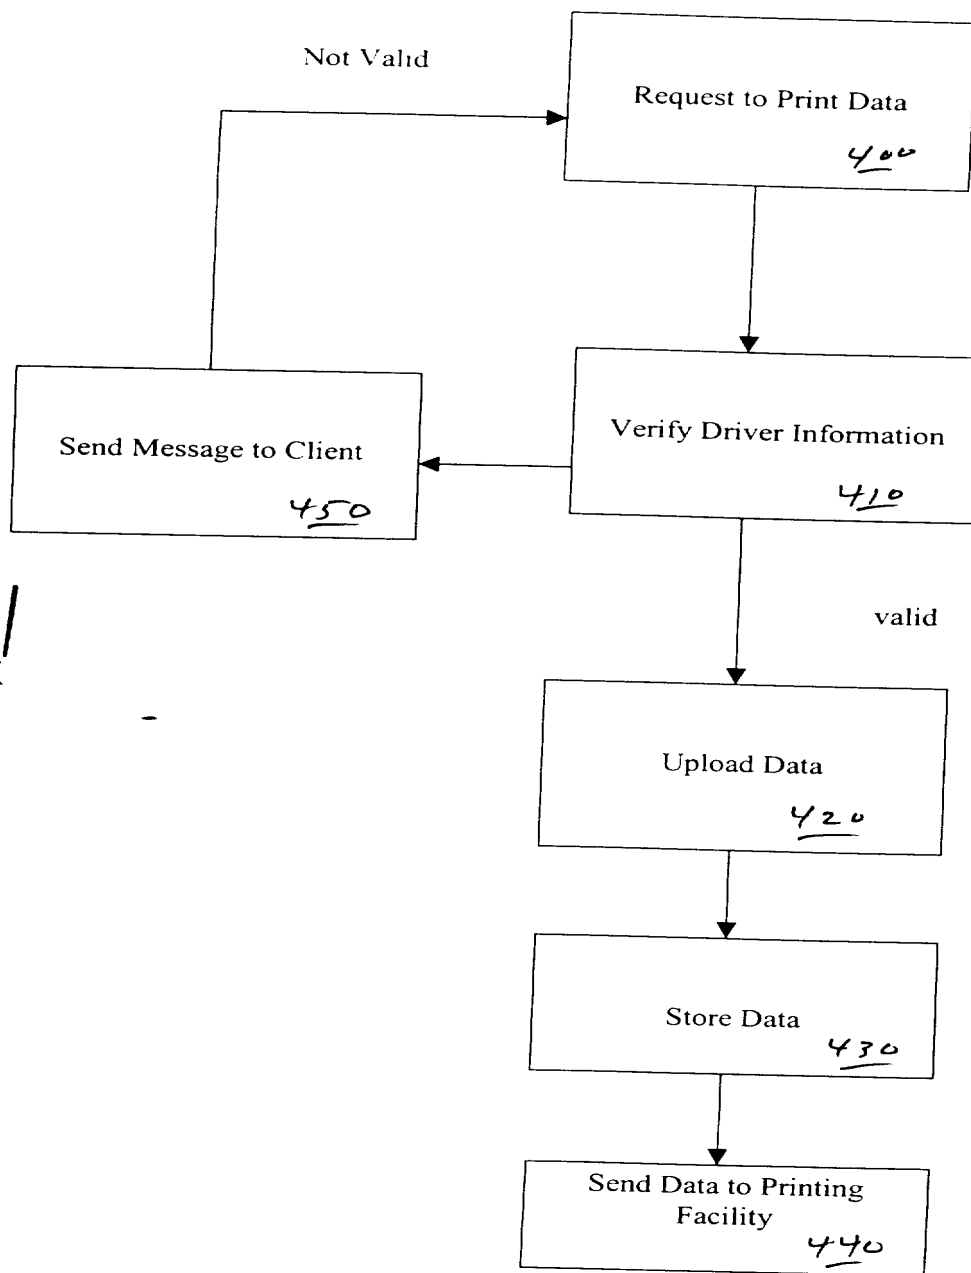 Not Valid
Request to Print Data
400
Send Message to Client
450
Verify Driver Information
410
valid
Upload Data
420
Store Data
430
Send Data to Printing
Facility
440